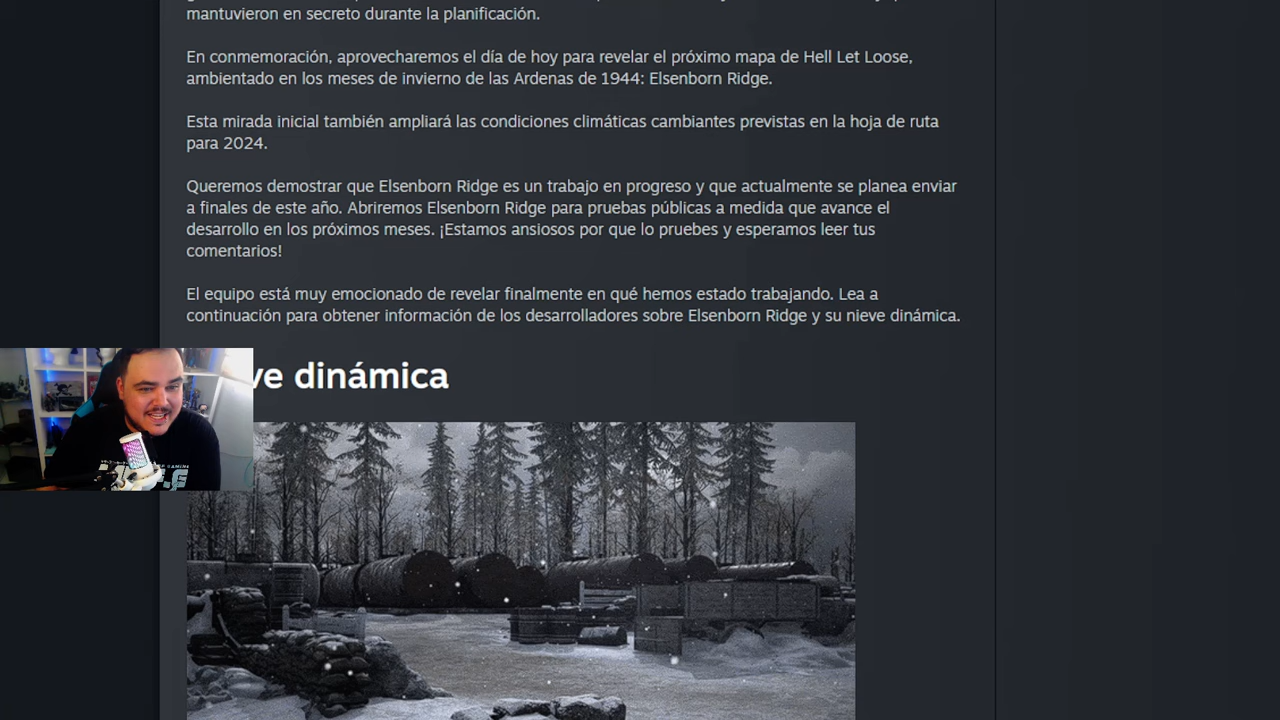 mantuvieron en secreto durante la planificación.
En conmemoración, aprovecharemos el día de hoy para revelar el próximo mapa de Hell Let Loose,
ambientado en los meses de invierno de las Ardenas de 1944: Elsenborn Ridge.
Esta mirada inicial también ampliará las condiciones climáticas cambiantes previstas en la hoja de ruta
para 2024.
Queremos demostrar que Elsenborn Ridge es un trabajo en progreso y que actualmente se planea enviar
a finales de este año. Abriremos Elsenborn Ridge para pruebas públicas a medida que avance el
desarrollo en los próximos meses. ¡Estamos ansiosos por que lo pruebes y esperamos leer tus
comentarios!
El equipo está muy emocionado de revelar finalmente en qué hemos estado trabajando. Lea a
continuación para obtener información de los desarrolladores sobre Elsenborn Ridge y su nieve dinámica.
ve dinámica